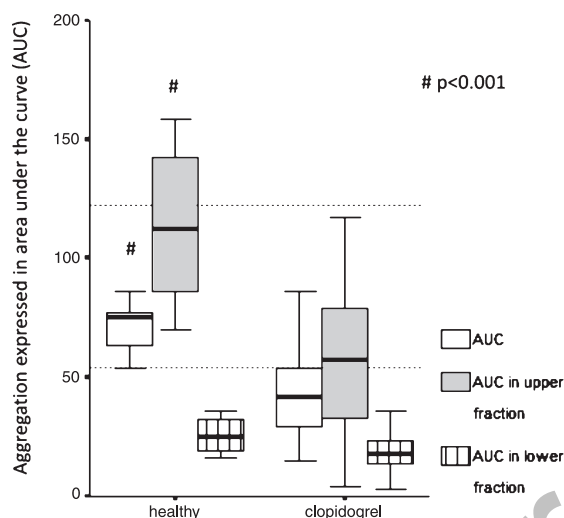 Aggregation expressed in area under the curve (AUC)
200
150
100
50
0
#
#
# p<0.001
healthy
clopidogrel
AUC
AUC in upper
fraction
AUC in lower
fraction